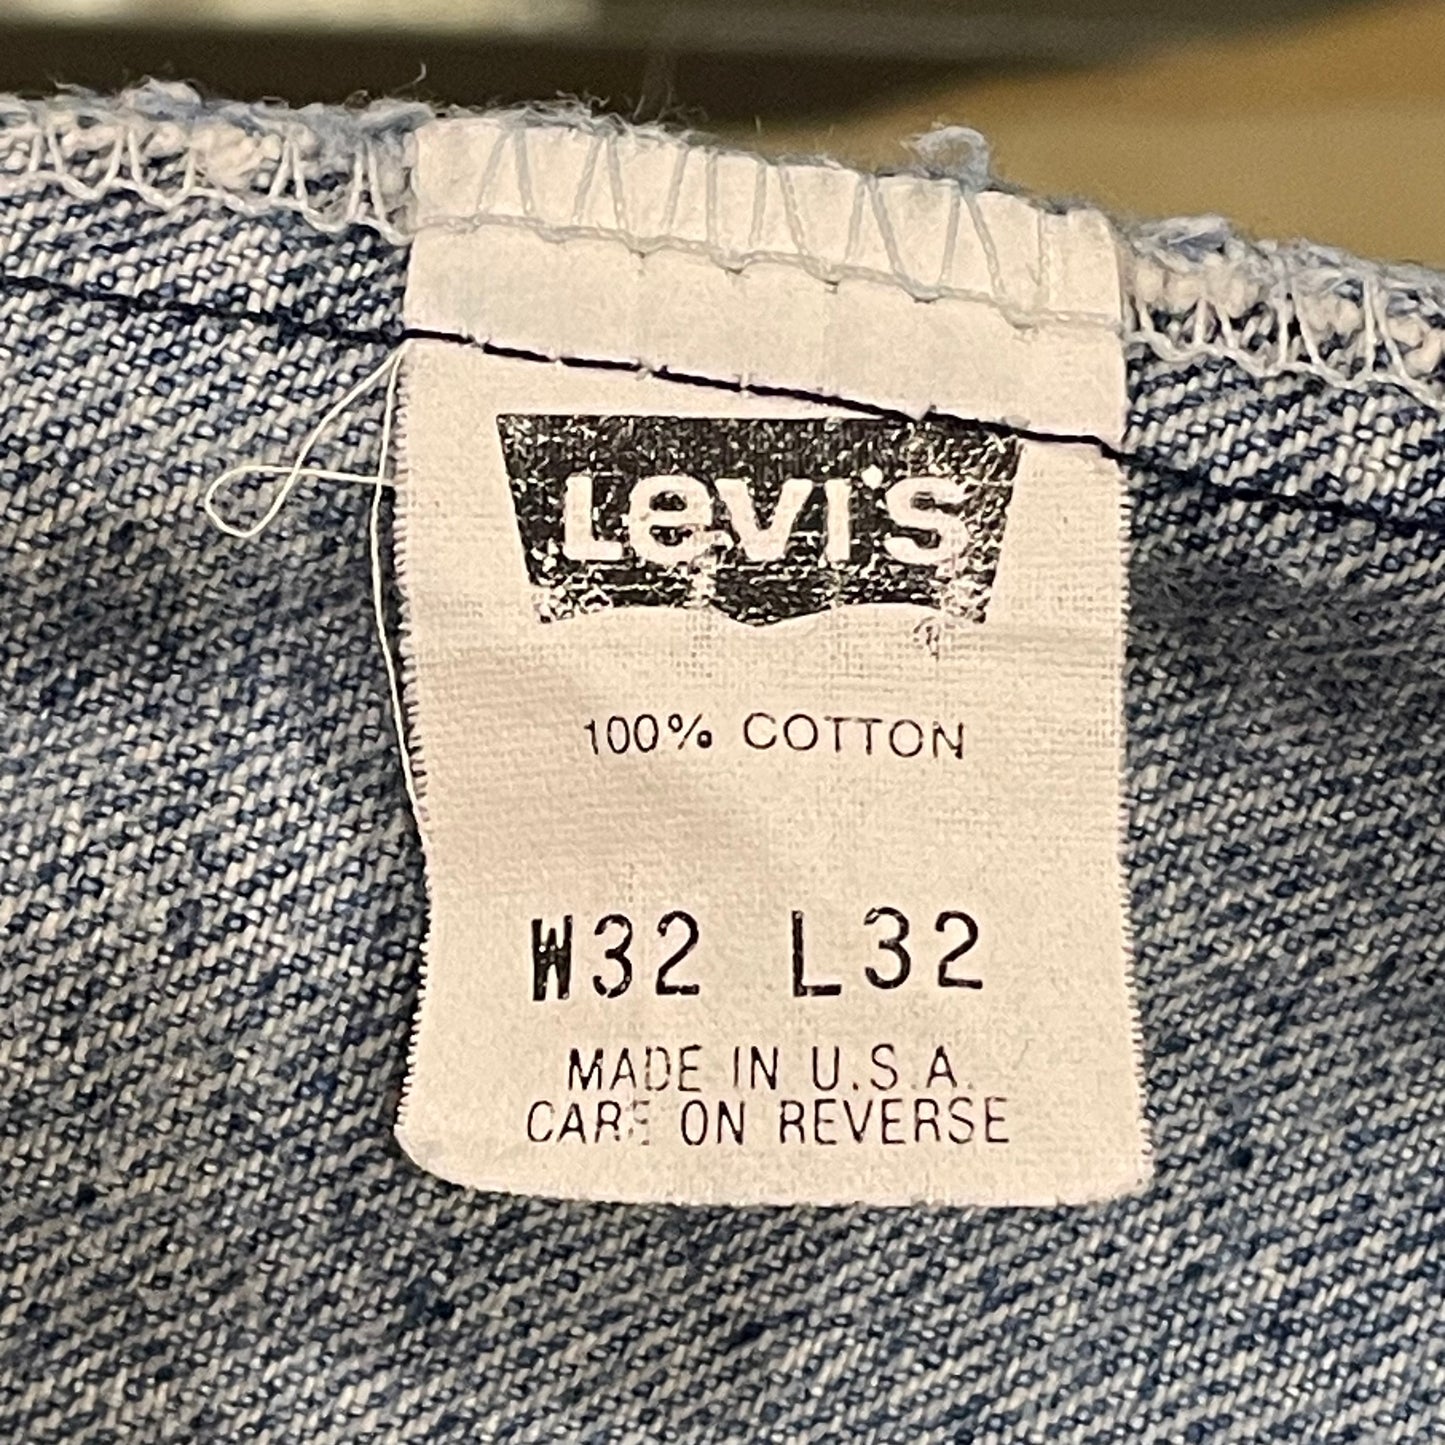 LEVI'S
®
100% COTTON
W32 L32
MADE IN U.S.A.
CARE ON REVERSE